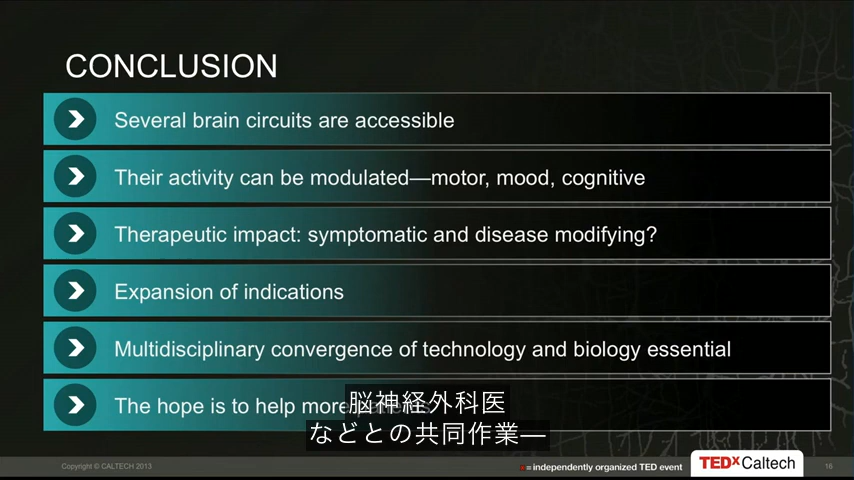 CONCLUSION
Several brain circuits are accessible
Their activity can be modulated—motor, mood, cognitive
Therapeutic impact: symptomatic and disease modifying?
Expansion of indications
Multidisciplinary convergence of technology and biology essential
The hope is to help more
脳神経外科医
などとの共同作業―
Copyright © CALTECH 2013
= independently organized TED event
TEDxCaltech
16